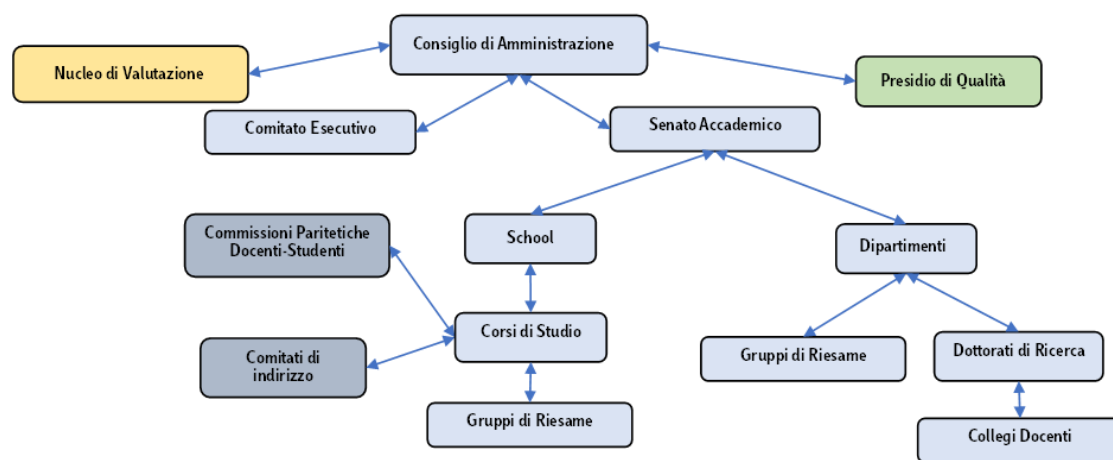 Consiglio di Amministrazione
Nucleo di Valutazione
Presidio di Qualità
Comitato Esecutivo
Senato Accademico
Commissioni Paritetiche
Docenti-Studenti
School
Dipartimenti
Corsi di Studio
Comitati di
indirizzo
Gruppi di Riesame
Dottorati di Ricerca
Gruppi di Riesame
Collegi Docenti